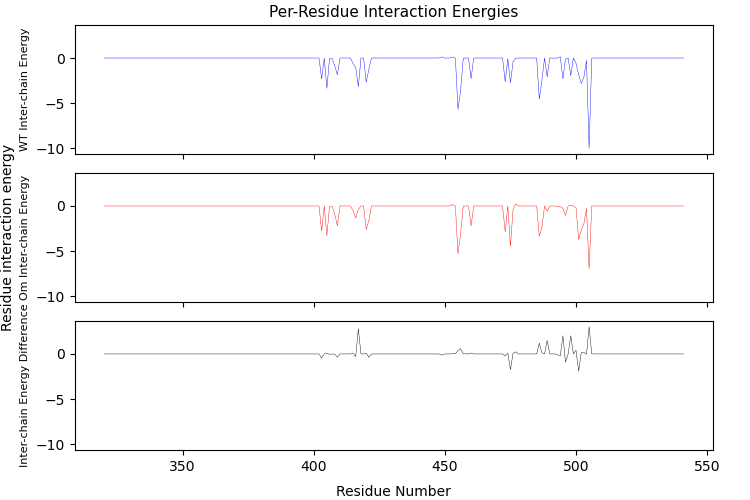 Per-Residue Interaction Energies
Residue interaction energy
WT Inter-chain Energy
0
−5
−10
Om Inter-chain Energy
0
−5
−10
Inter-chain Energy Difference
0
−5
−10
350
400
450
500
550
Residue Number